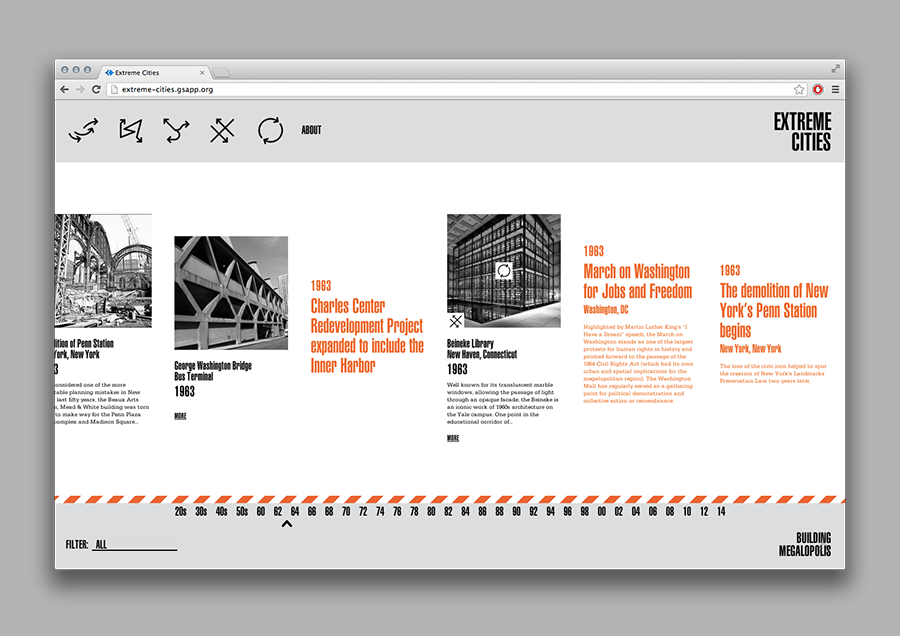 Extreme Cities
extreme-cities.gsapp.org
ABOUT
EXTREME
CITIES
ition of Penn Station
York, New York
3
onsidered one of the more
table planning mistakes in New
last fifty years, the Beaux Arts
, Mead & White building was torn
to make way for the Penn Plaza
complex and Madison Square...
George Washington Bridge
Bus Terminal
1963
MORE
1963
Charles Center
Redevelopment Project
expanded to include the
Inner Harbor
Beineke Library
New Haven, Connecticut
1963
Well known for its translucent marble
windows, allowing the passage of light
through an opaque facade, the Beineke is
an iconic work of 1960s architecture on
the Yale campus. One point in the
educational corridor of...
MORE
1963
March on Washington
for Jobs and Freedom
Washington, DC
Highlighted by Martin Luther King's "I
Have a Dream" speech, the March on
Washington stands as one of the largest
protests for human rights in history and
pointed forward to the passage of the
1964 Civil Rights Act (which had its own
urban and spatial implications for the
megalopolitan region). The Washington
Mall has regularly served as a gathering
point for political demonstration and
collective action or remembrance.
1963
The demolition of New
York's Penn Station
begins
New York, New York
The loss of the civic icon helped to spur
the creation of New York's Landmarks
Preservation Law two years later.
20s 30s 40s 50s 60 62 64 66 68 70 72 74 76 78 80 82 84 86 88 90 92 94 96 98 00 02 04 06 08 10 12 14
FILTER: ALL
BUILDING
MEGALOPOLIS